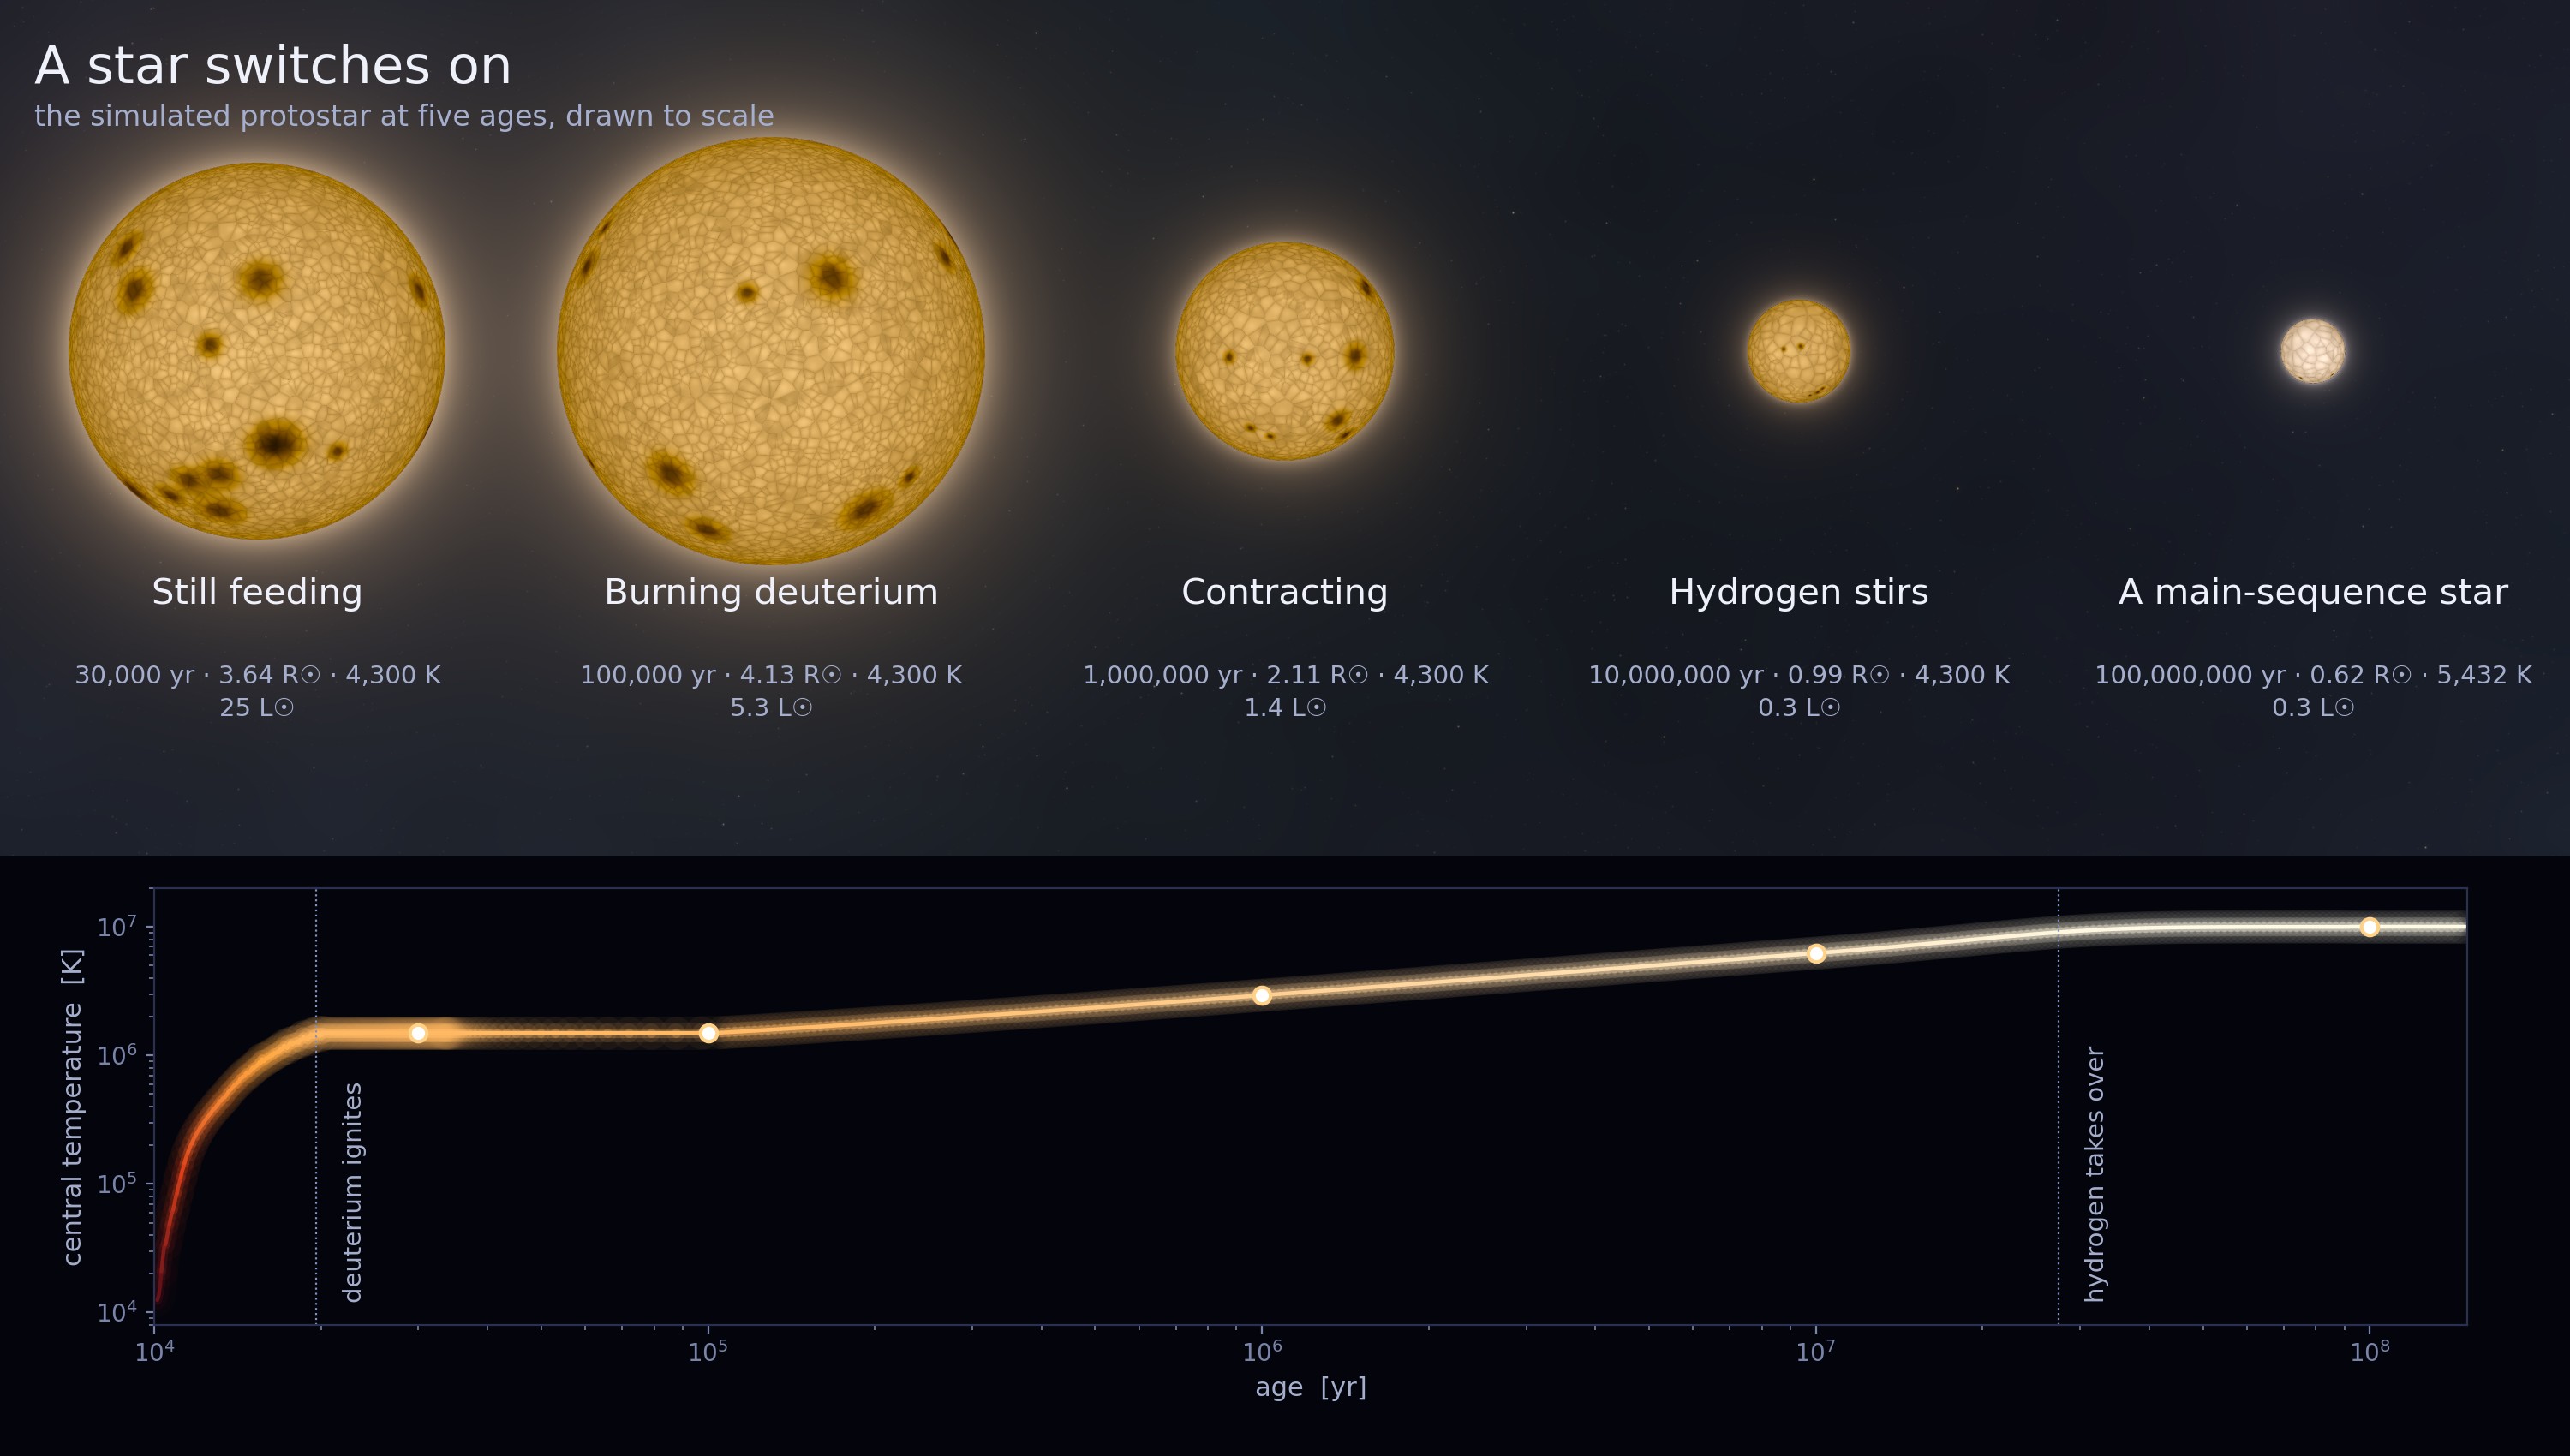 A star switches on
the simulated protostar at five ages, drawn to scale
Still feeding
30,000 yr · 3.64 R☉ · 4,300 K
25 L☉
Burning deuterium
100,000 yr · 4.13 R☉ · 4,300 K
5.3 L☉
Contracting
1,000,000 yr · 2.11 R☉ · 4,300 K
1.4 L☉
Hydrogen stirs
10,000,000 yr · 0.99 R☉ · 4,300 K
0.3 L☉
A main-sequence star
100,000,000 yr · 0.62 R☉ · 5,432 K
0.3 L☉
central temperature [K]
10⁷
10⁶
10⁵
10⁴
deuterium ignites
hydrogen takes over
10⁴
10⁵
10⁶
10⁷
10⁸
age [yr]